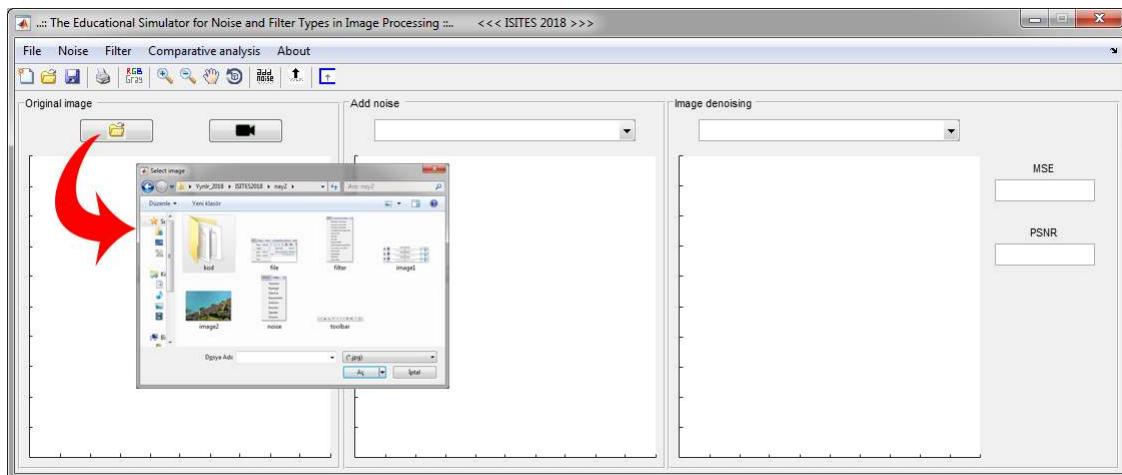 ..:: The Educational Simulator for Noise and Filter Types in Image Processing ::.. <<< ISITES 2018 >>>
File Noise Filter Comparative analysis About
RGB Gray
add noise
Original image
Add noise
Image denoising
MSE
PSNR
Select image
Yynlr_2018 ISITES2018 nay2
Ara: nay2
Düzenle Yeni klasör
kod file filter image1
image2 noise toolbar
Dosya Adı: (*.jpg)
Aç İptal